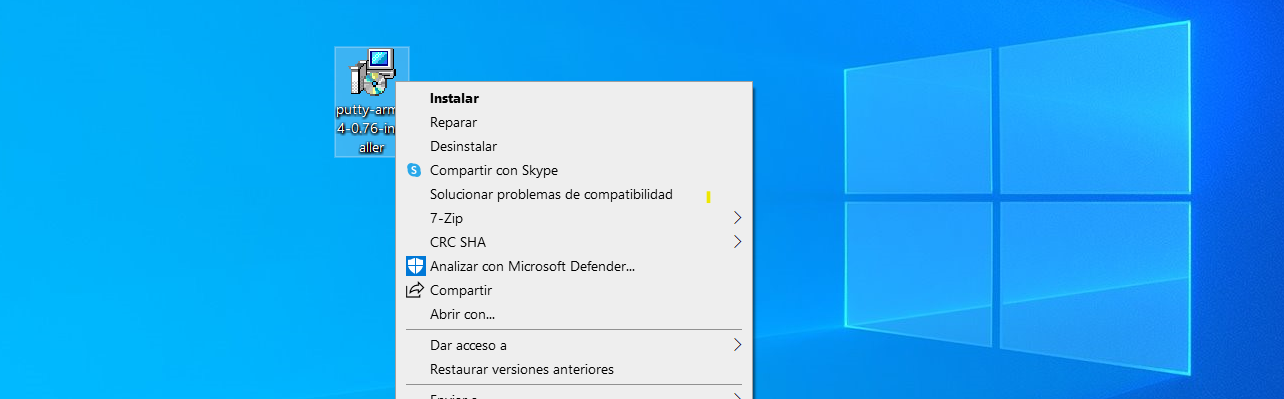 putty-arm
4-0.76-in
aller
Instalar
Reparar
Desinstalar
Compartir con Skype
Solucionar problemas de compatibilidad
7-Zip
CRC SHA
Analizar con Microsoft Defender...
Compartir
Abrir con...
Dar acceso a
Restaurar versiones anteriores
Enviar a